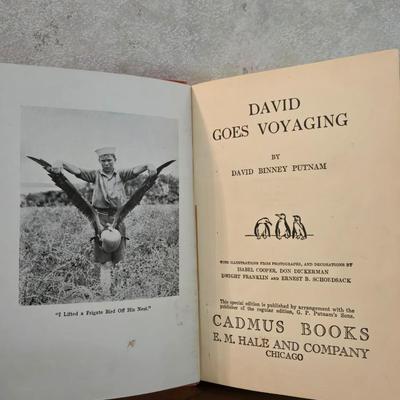 "I Lifted a Frigate Bird Off His Nest."
DAVID
GOES VOYAGING
BY
DAVID BINNEY PUTNAM
WITH ILLUSTRATIONS FROM PHOTOGRAPHS, AND DECORATIONS BY
ISABEL COOPER, DON DICKERMAN
DWIGHT FRANKLIN AND ERNEST B. SCHOEDSACK
This special edition is published by arrangement with the
publisher of the regular edition, G. P. Putnam's Sons.
CADMUS BOOKS
E. M. HALE AND COMPANY
CHICAGO